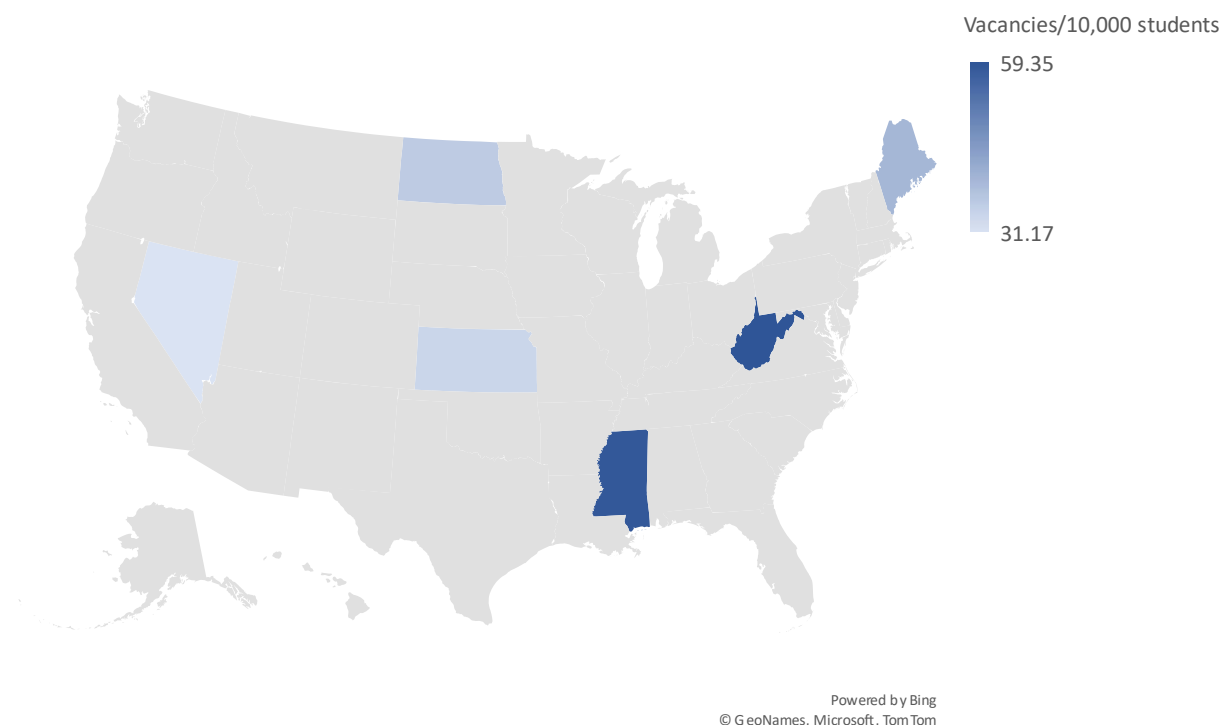 Vacancies/10,000 students
59.35
31.17
Powered by Bing
© GeoNames, Microsoft, TomTom